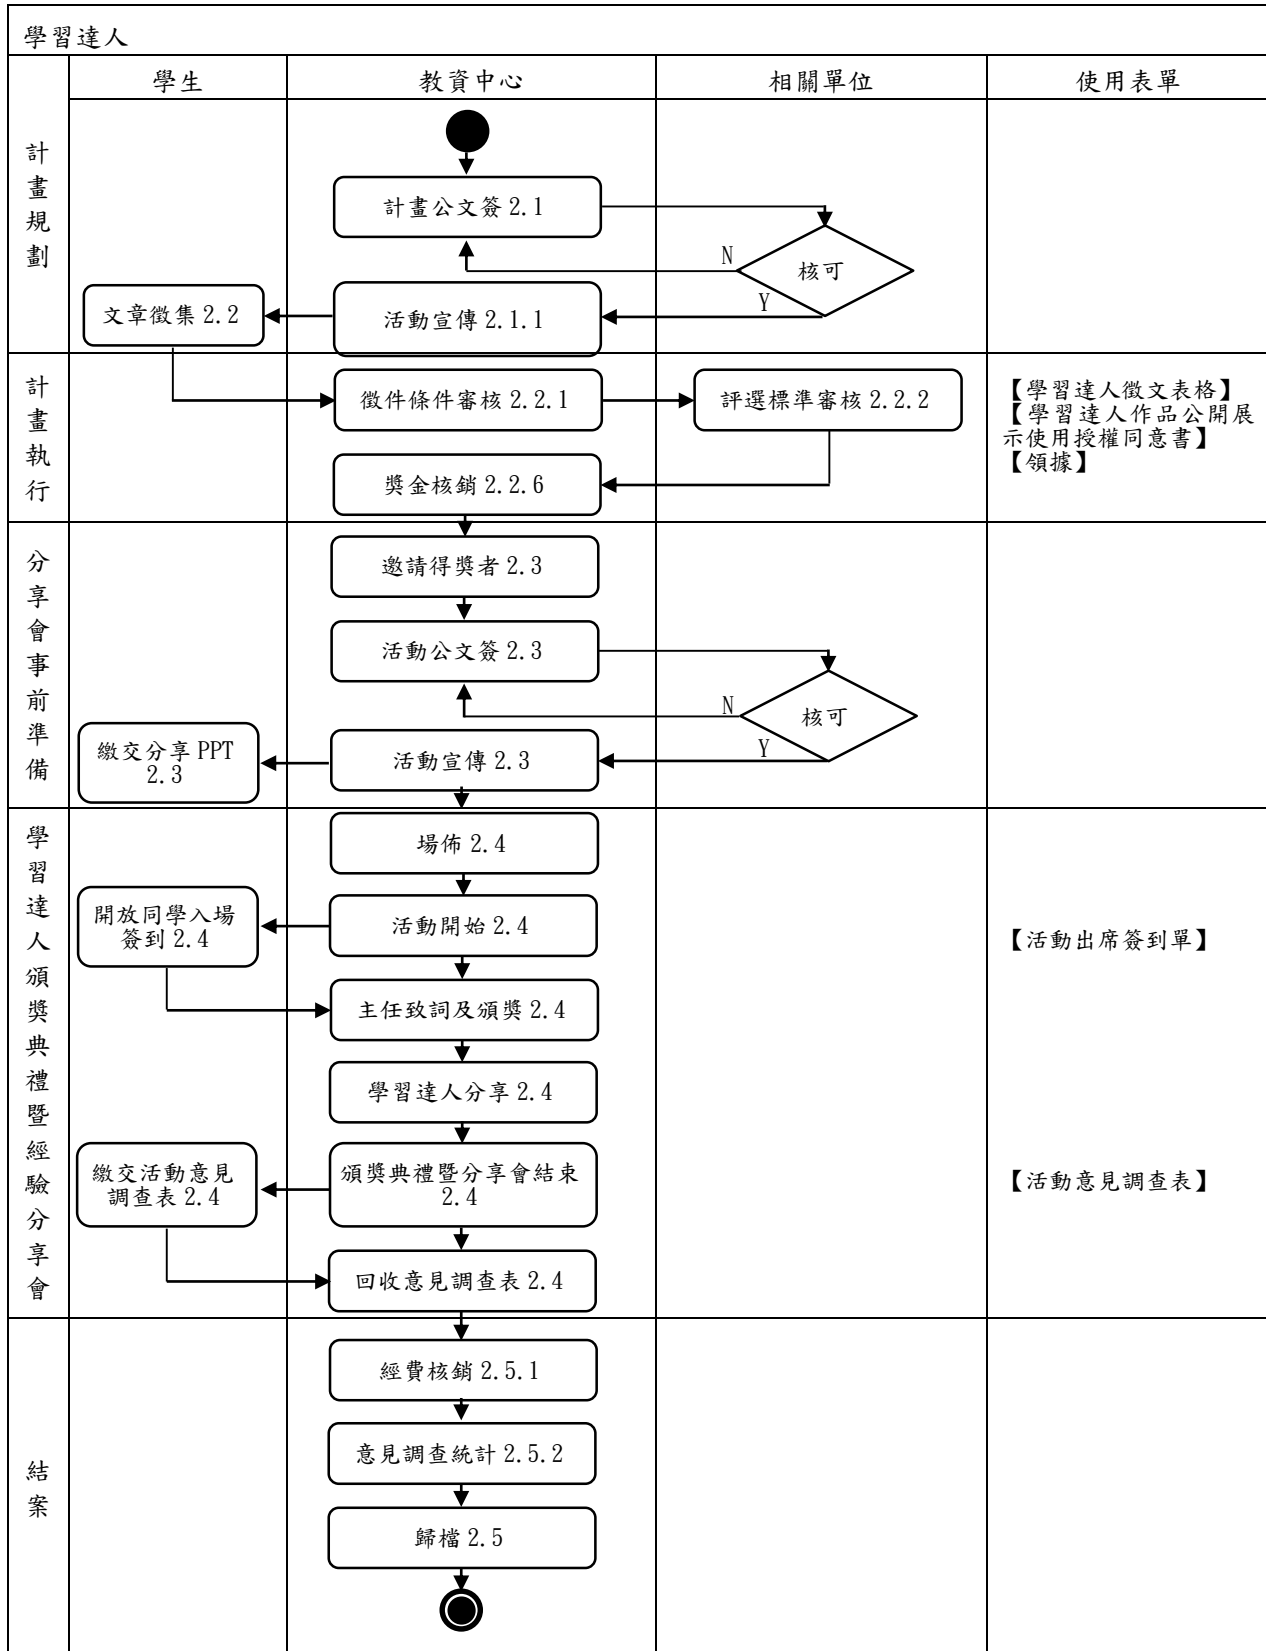 學習達人
學生
教資中心
相關單位
使用表單
計畫規劃
計畫公文簽 2.1
核可
N
Y
活動宣傳 2.1.1
文章徵集 2.2
計畫執行
徵件條件審核 2.2.1
評選標準審核 2.2.2
獎金核銷 2.2.6
【學習達人徵文表格】
【學習達人作品公開展
示使用授權同意書】
【領據】
分享會事前準備
邀請得獎者 2.3
活動公文簽 2.3
核可
N
Y
活動宣傳 2.3
繳交分享 PPT
2.3
學習達人頒獎典禮暨經驗分享會
場佈 2.4
活動開始 2.4
開放同學入場
簽到 2.4
【活動出席簽到單】
主任致詞及頒獎 2.4
學習達人分享 2.4
頒獎典禮暨分享會結束
2.4
繳交活動意見
調查表 2.4
【活動意見調查表】
回收意見調查表 2.4
結案
經費核銷 2.5.1
意見調查統計 2.5.2
歸檔 2.5